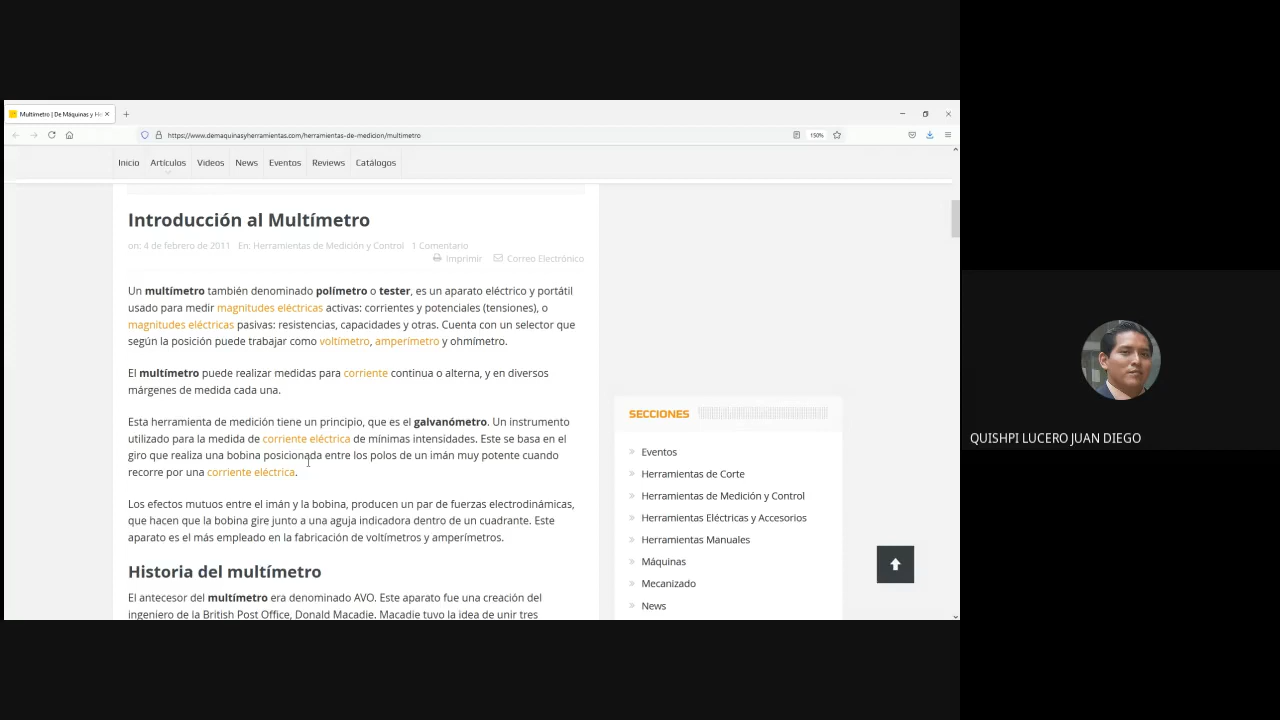 Multímetro | De Máquinas y He
https://www.demaquinasyherramientas.com/herramientas-de-medicion/multimetro
150%
Inicio
Artículos
Videos
News
Eventos
Reviews
Catálogos
Introducción al Multímetro
on: 4 de febrero de 2011 En: Herramientas de Medición y Control 1 Comentario
Imprimir Correo Electrónico
Un multímetro también denominado polímetro o tester, es un aparato eléctrico y portátil
usado para medir magnitudes eléctricas activas: corrientes y potenciales (tensiones), o
magnitudes eléctricas pasivas: resistencias, capacidades y otras. Cuenta con un selector que
según la posición puede trabajar como voltímetro, amperímetro y ohmímetro.
El multímetro puede realizar medidas para corriente continua o alterna, y en diversos
márgenes de medida cada una.
Esta herramienta de medición tiene un principio, que es el galvanómetro. Un instrumento
utilizado para la medida de corriente eléctrica de mínimas intensidades. Este se basa en el
giro que realiza una bobina posicionada entre los polos de un imán muy potente cuando
recorre por una corriente eléctrica.
Los efectos mutuos entre el imán y la bobina, producen un par de fuerzas electrodinámicas,
que hacen que la bobina gire junto a una aguja indicadora dentro de un cuadrante. Este
aparato es el más empleado en la fabricación de voltímetros y amperímetros.
Historia del multímetro
El antecesor del multímetro era denominado AVO. Este aparato fue una creación del
ingeniero de la British Post Office, Donald Macadie. Macadie tuvo la idea de unir tres
SECCIONES
Eventos
Herramientas de Corte
Herramientas de Medición y Control
Herramientas Eléctricas y Accesorios
Herramientas Manuales
Máquinas
Mecanizado
News
QUISHPI LUCERO JUAN DIEGO